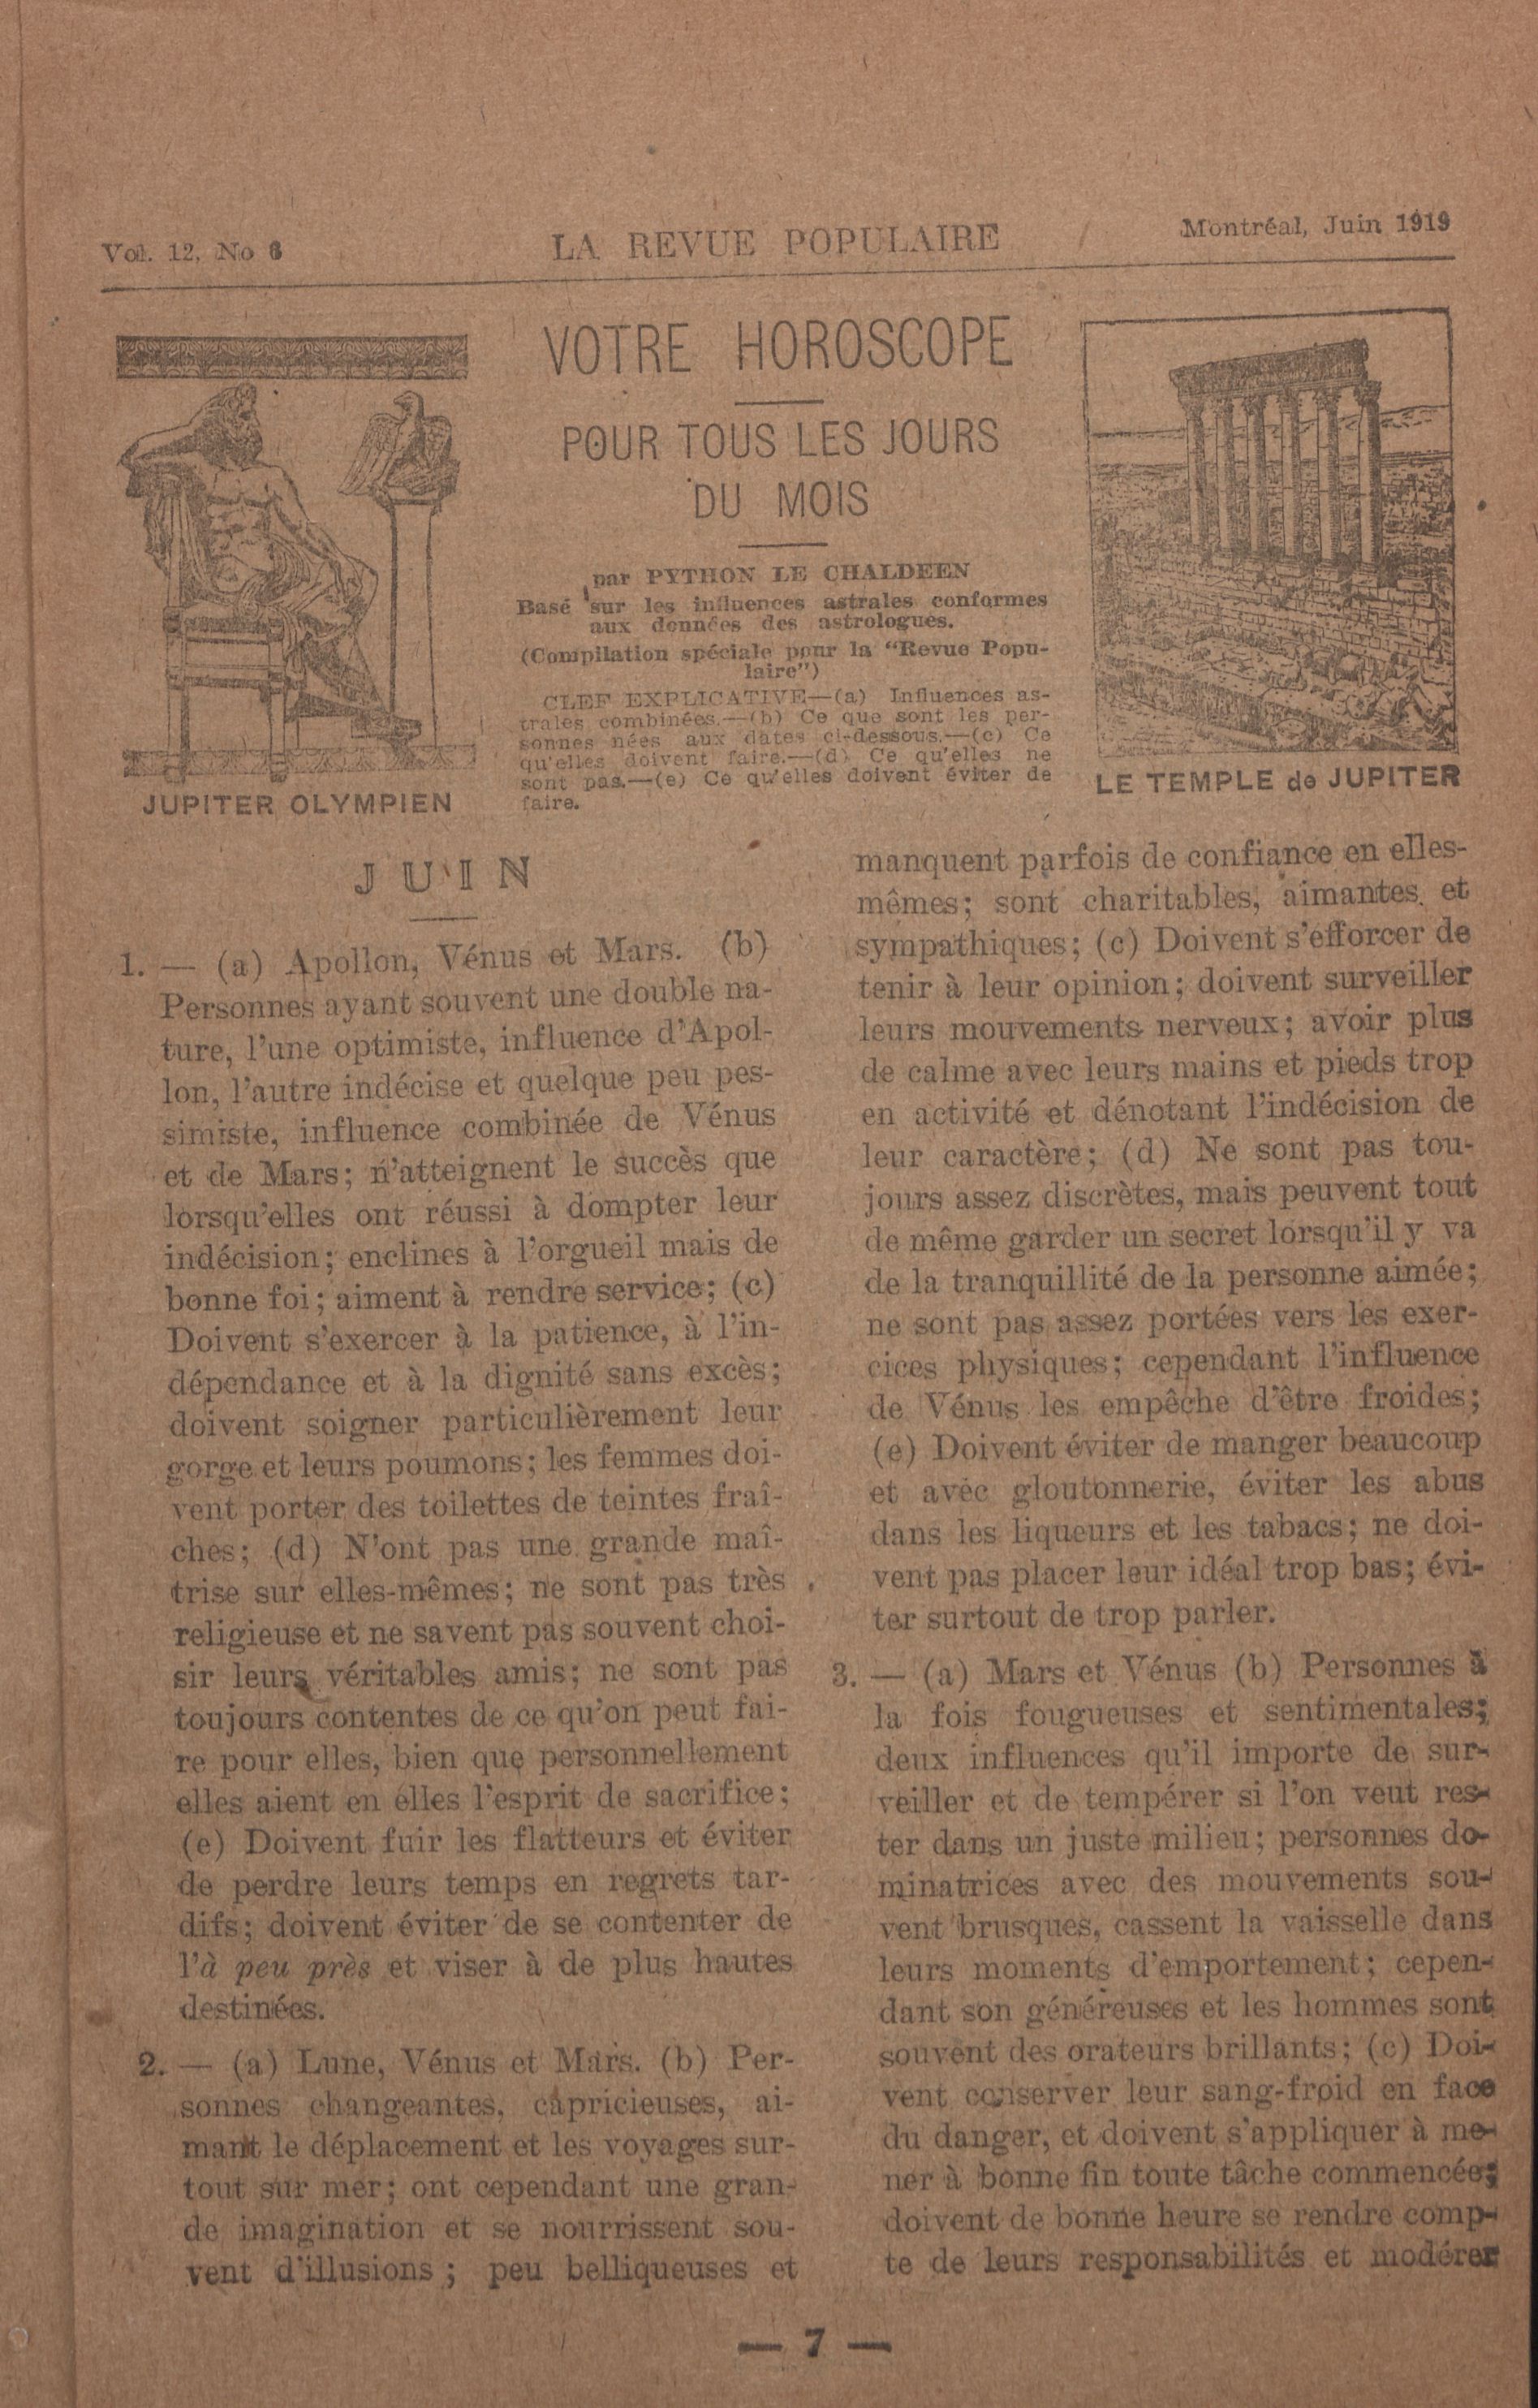 Vol. 12, No 6
LA REVUE POPULAIRE
Montréal, Juin 1919
VOTRE HOROSCOPE
POUR TOUS LES JOURS
DU MOIS
par PYTHON LE CHALDEEN
Basé sur les influences astrales conformes
aux données des astrologues.
(Compilation spéciale pour la "Revue Popu-
laire")
CLEF EXPLICATIVE—(a) Influences as-
trales combinées.—(b) Ce que sont les per-
sonnes nées aux dates ci-dessous.—(c) Ce
qu'elles doivent faire.—(d) Ce qu'elles ne
sont pas.—(e) Ce qu'elles doivent éviter de
faire.
JUPITER OLYMPIEN
LE TEMPLE de JUPITER
JUIN
1. — (a) Apollon, Vénus et Mars. (b)
Personnes ayant souvent une double na-
ture, l'une optimiste, influence d'Apol-
lon, l'autre indécise et quelque peu pes-
simiste, influence combinée de Vénus
et de Mars; n'atteignent le succès que
lorsqu'elles ont réussi à dompter leur
indécision; enclines à l'orgueil mais de
bonne foi; aiment à rendre service; (c)
Doivent s'exercer à la patience, à l'in-
dépendance et à la dignité sans excès;
doivent soigner particulièrement leur
gorge et leurs poumons; les femmes doi-
vent porter des toilettes de teintes fraî-
ches; (d) N'ont pas une grande maî-
trise sur elles-mêmes; ne sont pas très
religieuse et ne savent pas souvent choi-
sir leurs véritables amis; ne sont pas
toujours contentes de ce qu'on peut fai-
re pour elles, bien que personnellement
elles aient en elles l'esprit de sacrifice;
(e) Doivent fuir les flatteurs et éviter
de perdre leurs temps en regrets tar-
difs; doivent éviter de se contenter de
l'à peu près et viser à de plus hautes
destinées.
2. — (a) Lune, Vénus et Mars. (b) Per-
sonnes changeantes, capricieuses, ai-
mant le déplacement et les voyages sur-
tout sur mer; ont cependant une gran-
de imagination et se nourrissent sou-
vent d'illusions ; peu belliqueuses et
manquent parfois de confiance en elles-
mêmes; sont charitables, aimantes et
sympathiques; (c) Doivent s'efforcer de
tenir à leur opinion; doivent surveiller
leurs mouvements nerveux; avoir plus
de calme avec leurs mains et pieds trop
en activité et dénotant l'indécision de
leur caractère; (d) Ne sont pas tou-
jours assez discrètes, mais peuvent tout
de même garder un secret lorsqu'il y va
de la tranquillité de la personne aimée;
ne sont pas assez portées vers les exer-
cices physiques; cependant l'influence
de Vénus les empêche d'être froides;
(e) Doivent éviter de manger beaucoup
et avec gloutonnerie, éviter les abus
dans les liqueurs et les tabacs; ne doi-
vent pas placer leur idéal trop bas; évi-
ter surtout de trop parler.
3. — (a) Mars et Vénus (b) Personnes à
la fois fougueuses et sentimentales;
deux influences qu'il importe de sur-
veiller et de tempérer si l'on veut res-
ter dans un juste milieu; personnes do-
minatrices avec des mouvements sou-
vent brusques, cassent la vaisselle dans
leurs moments d'emportement; cepen-
dant son généreuses et les hommes sont
souvent des orateurs brillants; (c) Doi-
vent conserver leur sang-froid en face
du danger, et doivent s'appliquer à me-
ner à bonne fin toute tâche commencée;
doivent de bonne heure se rendre comp-
te de leurs responsabilités et modérer
— 7 —